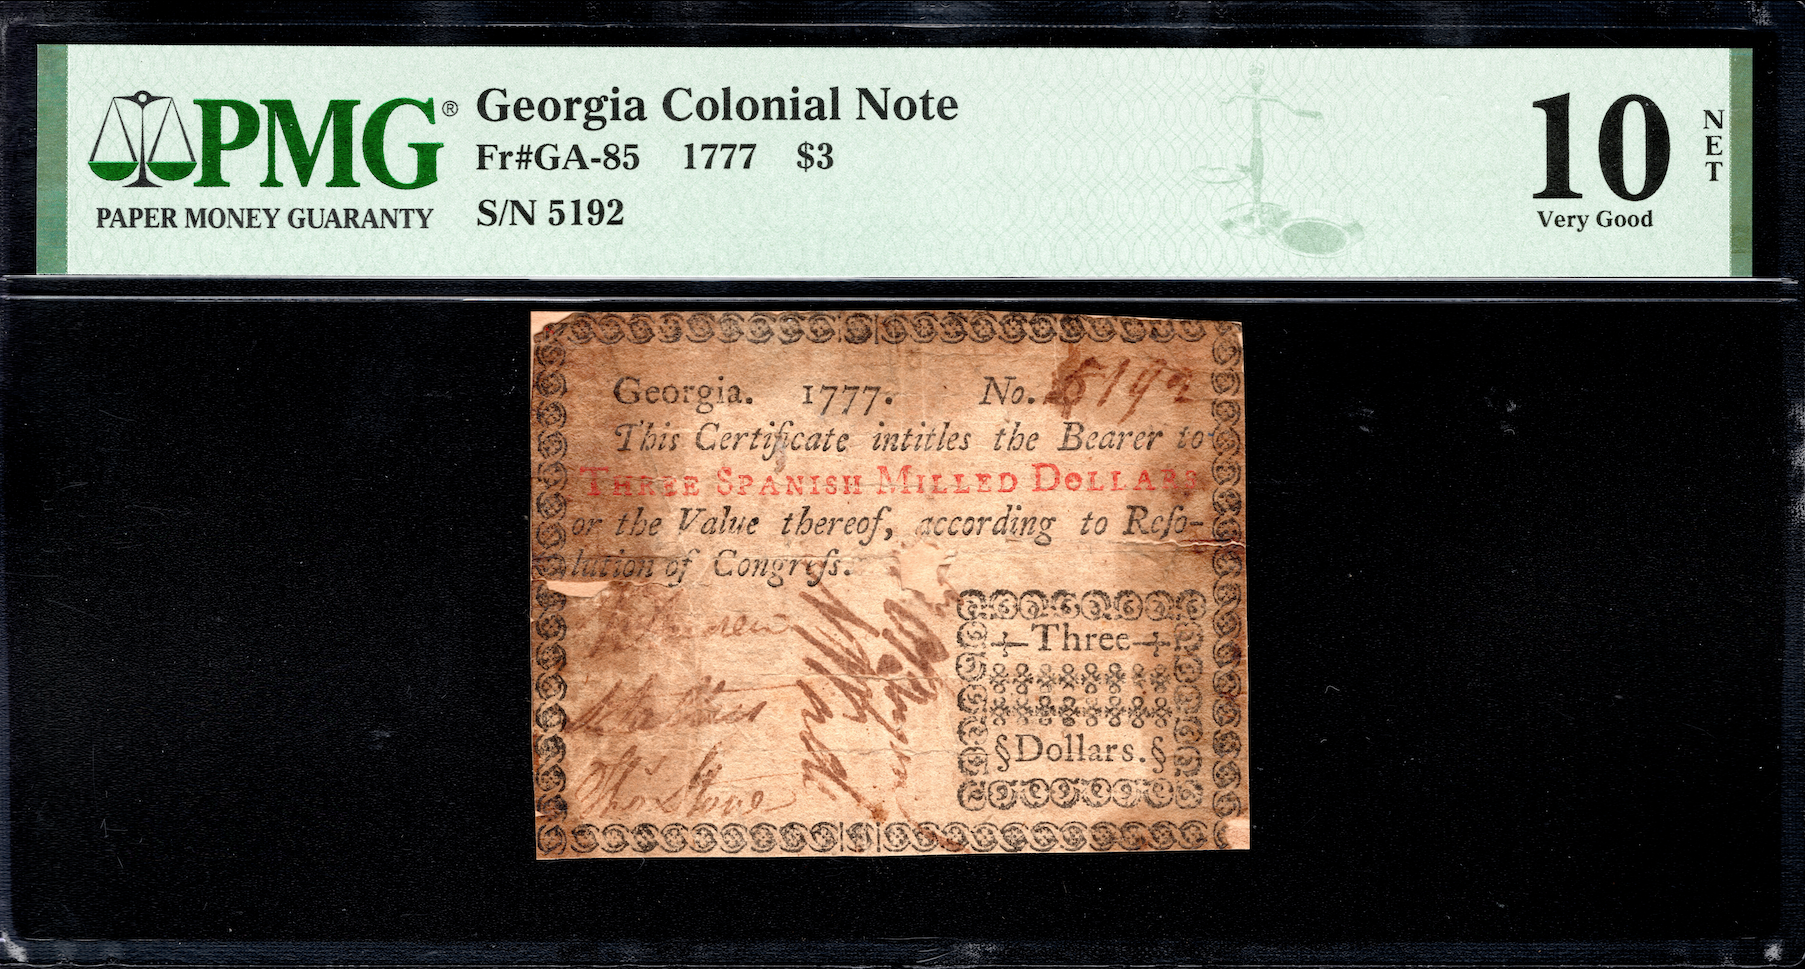 PMG®
PAPER MONEY GUARANTY
Georgia Colonial Note
Fr#GA-85 1777 $3
S/N 5192
10
NET
Very Good
Georgia. 1777. No. 5192
This Certificate intitles the Bearer to
THREE SPANISH MILLED DOLLARS
or the Value thereof, according to Reſo-
lution of Congreſs.
Thos Stone
Three
Dollars.